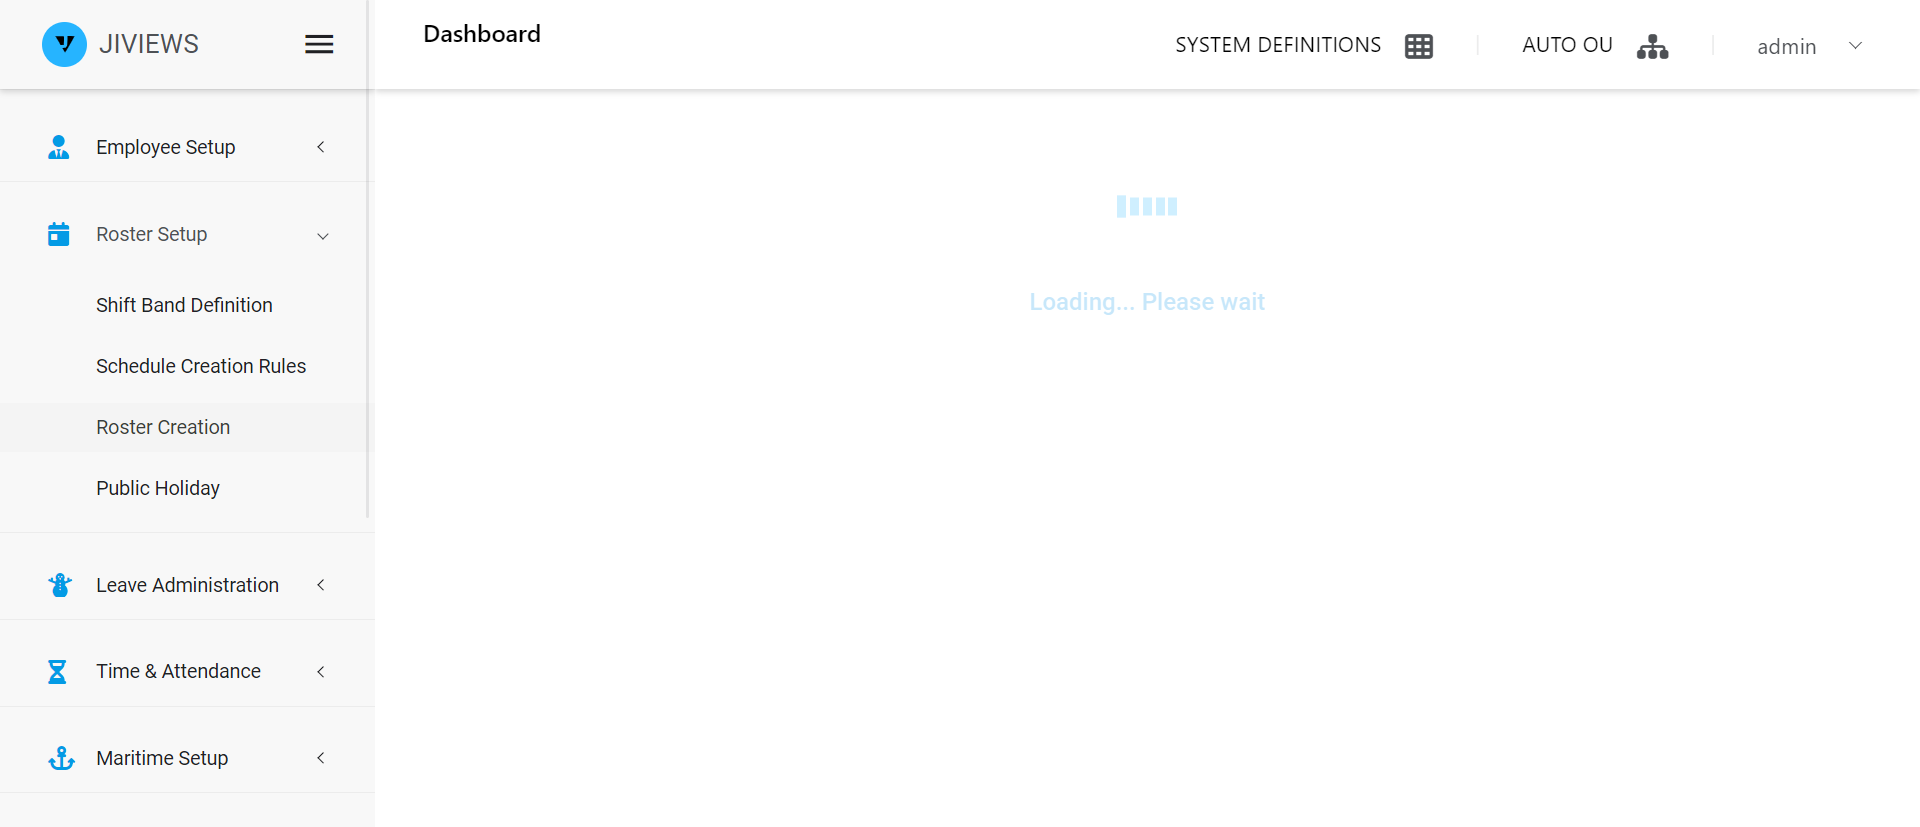 JIVIEWS
Dashboard
SYSTEM DEFINITIONS
AUTO OU
admin
Employee Setup
Roster Setup
Shift Band Definition
Schedule Creation Rules
Roster Creation
Public Holiday
Leave Administration
Time & Attendance
Maritime Setup
Loading... Please wait